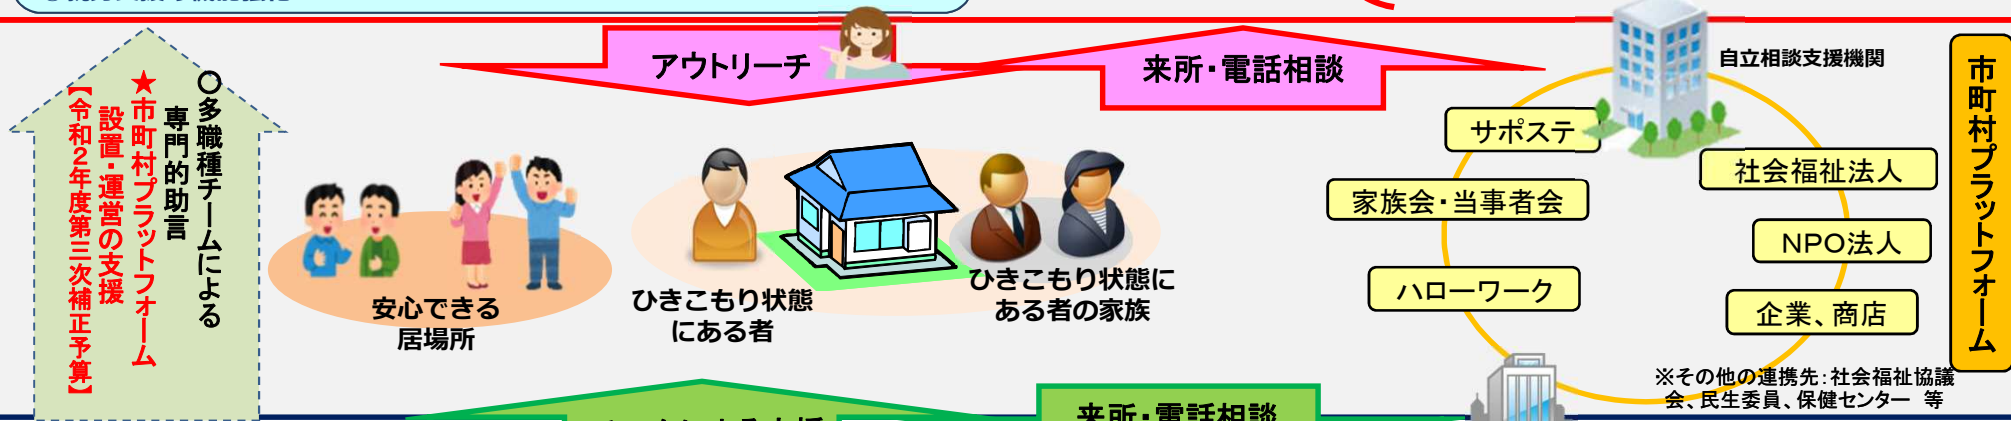 アウトリーチ
来所・電話相談
自立相談支援機関
市町村プラットフォーム
〇多職種チームによる
専門的助言
★市町村プラットフォーム
設置・運営の支援
【令和2年度第三次補正予算】
サポステ
社会福祉法人
家族会・当事者会
NPO法人
ハローワーク
企業、商店
安心できる
居場所
ひきこもり状態
にある者
ひきこもり状態に
ある者の家族
※その他の連携先：社会福祉協議
会、民生委員、保健センター 等
来所・電話相談